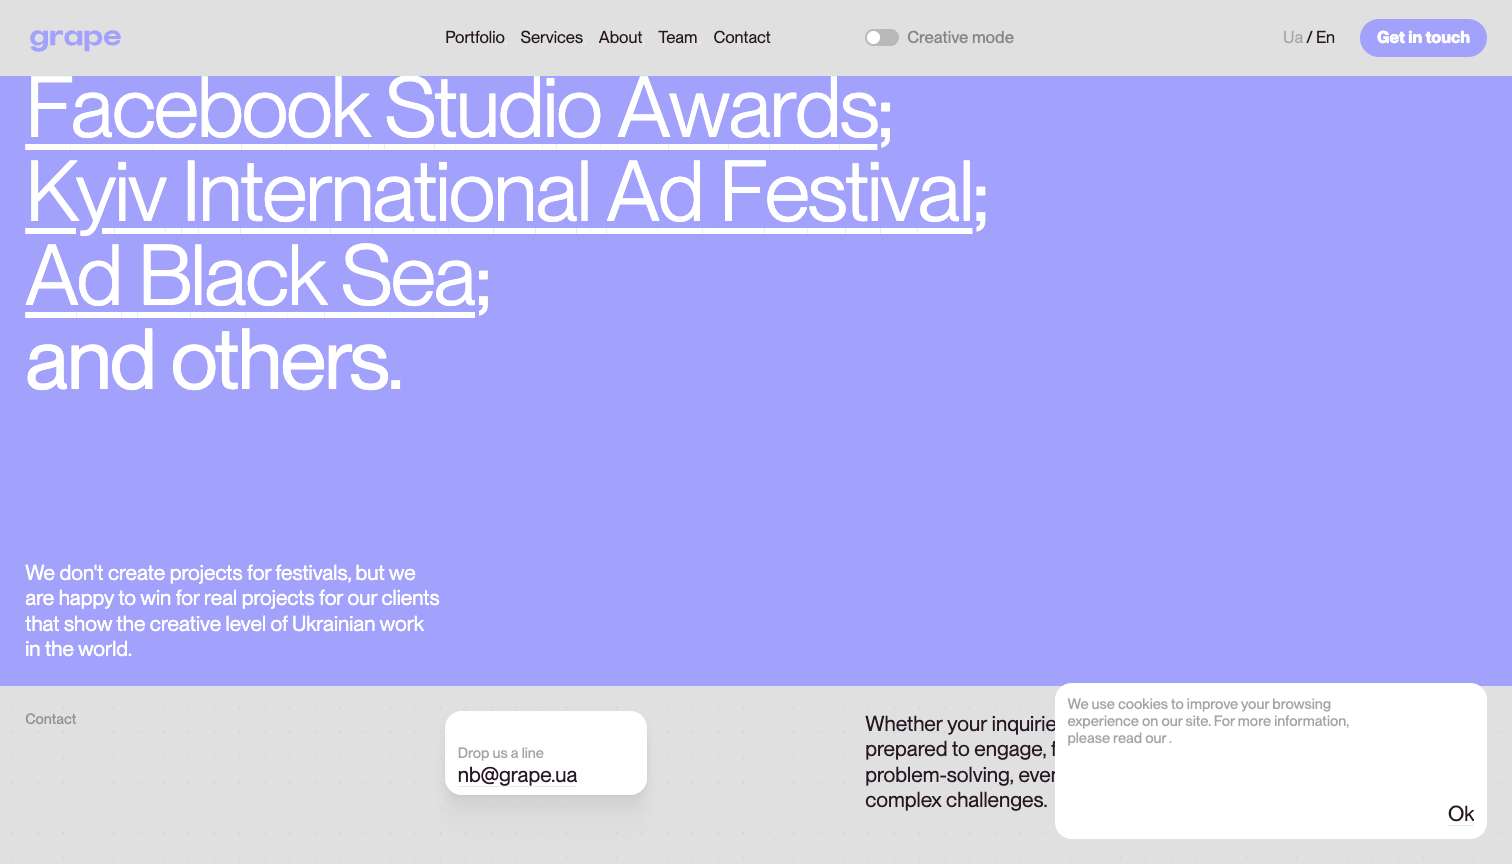 grape
Portfolio Services About Team Contact
Creative mode
Ua / En
Get in touch
Facebook Studio Awards;
Kyiv International Ad Festival;
Ad Black Sea;
and others.
We don't create projects for festivals, but we
are happy to win for real projects for our clients
that show the creative level of Ukrainian work
in the world.
Contact
Drop us a line
nb@grape.ua
Whether your
prepared to engage,
problem-solving,
complex challenges.
We use cookies to improve your browsing
experience on our site. For more information,
please read our .
Ok